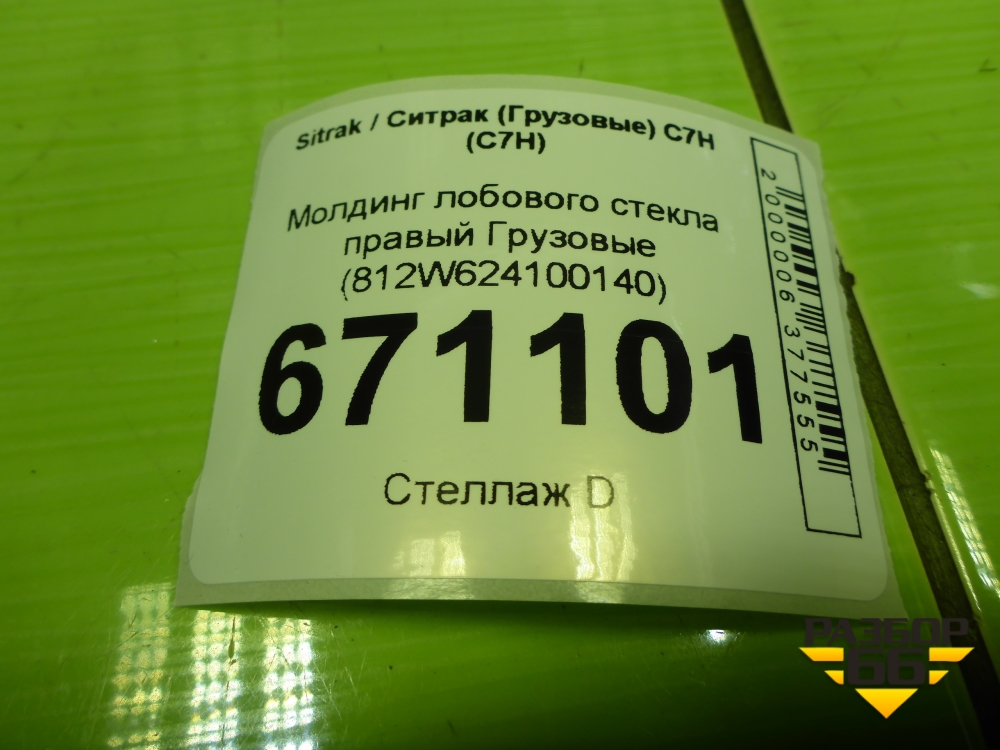 Sitrak / Ситрак (Грузовые) C7H
(C7H)
Молдинг лобового стекла
правый Грузовые
(812W624100140)
671101
Стеллаж D
2000006377555
РАЗБОР
66